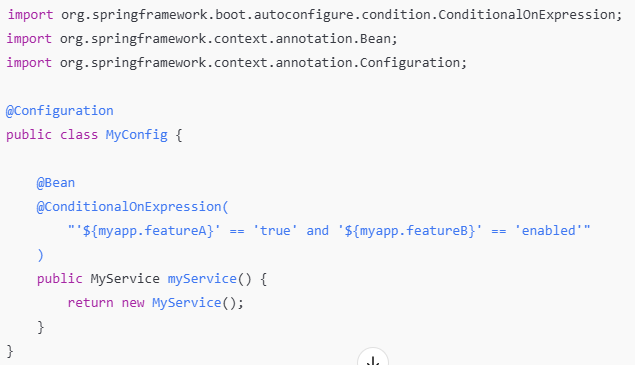 import org.springframework.boot.autoconfigure.condition.ConditionalOnExpression;
import org.springframework.context.annotation.Bean;
import org.springframework.context.annotation.Configuration;
@Configuration
public class MyConfig {
@Bean
@ConditionalOnExpression(
"'${myapp.featureA}' == 'true' and '${myapp.featureB}' == 'enabled'"
)
public MyService myService() {
return new MyService();
}
}